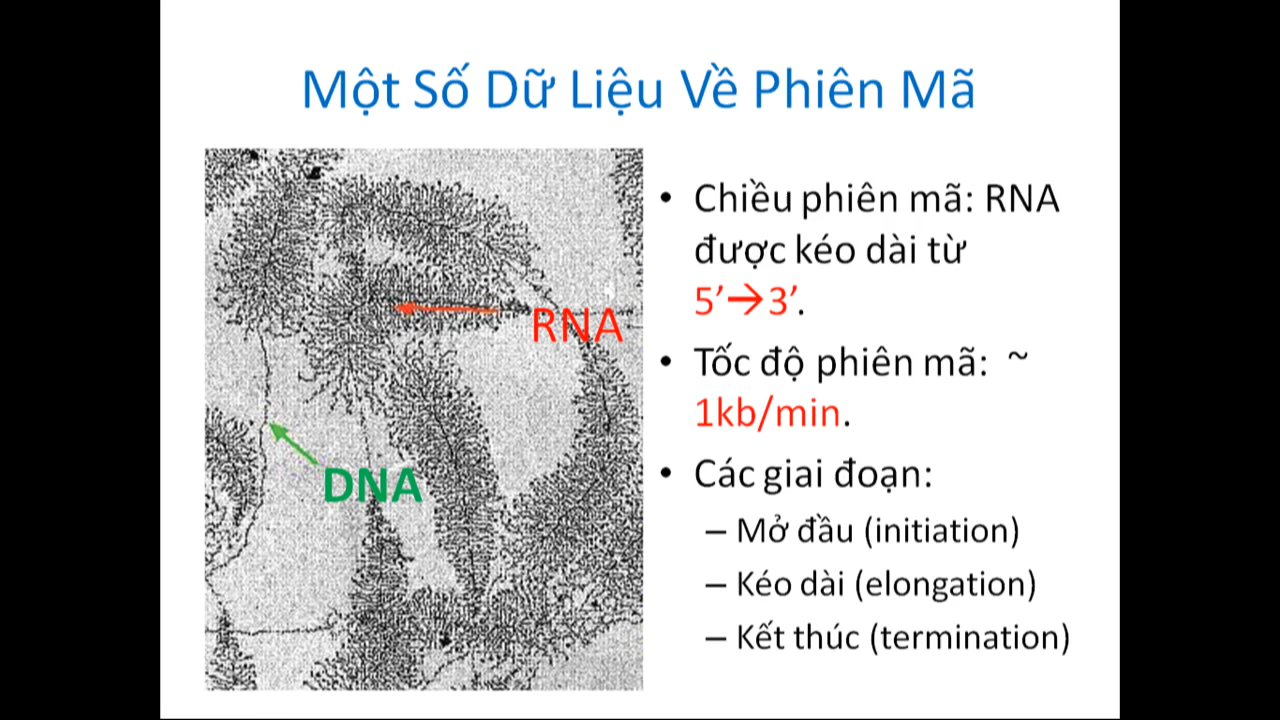 Một Số Dữ Liệu Về Phiên Mã
RNA
DNA
• Chiều phiên mã: RNA
được kéo dài từ
5’→3’.
• Tốc độ phiên mã: ~
1kb/min.
• Các giai đoạn:
– Mở đầu (initiation)
– Kéo dài (elongation)
– Kết thúc (termination)